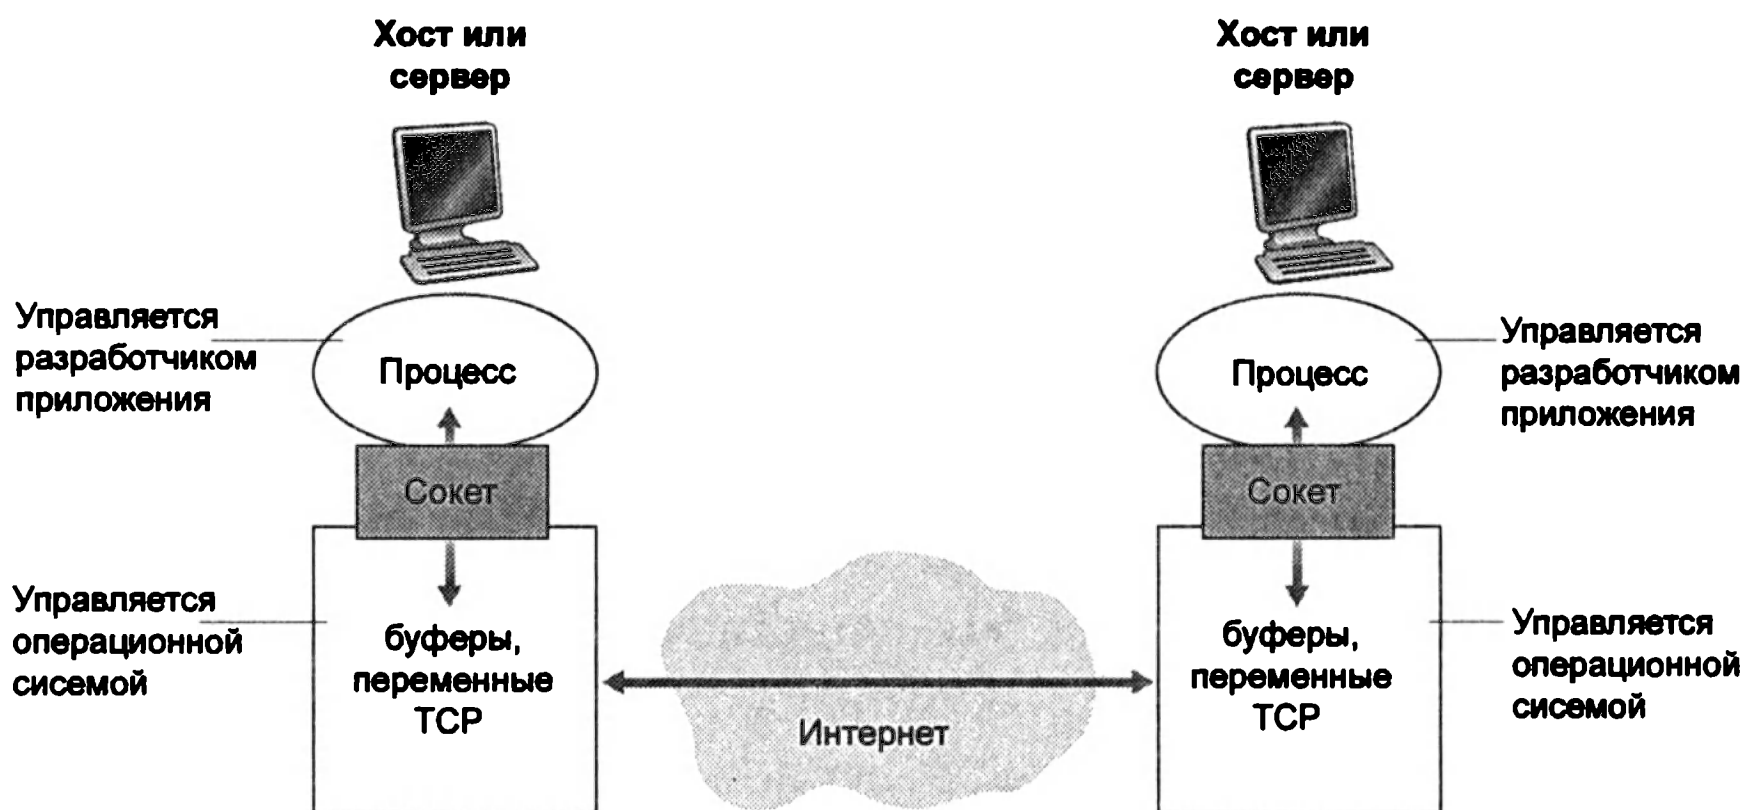 Хост или
сервер
Хост или
сервер
Управляется
разработчиком
приложения
Процесс
Процесс
Управляется
разработчиком
приложения
Сокет
Сокет
Управляется
операционной
сисемой
буферы,
переменные
TCP
Интернет
буферы,
переменные
TCP
Управляется
операционной
сисемой